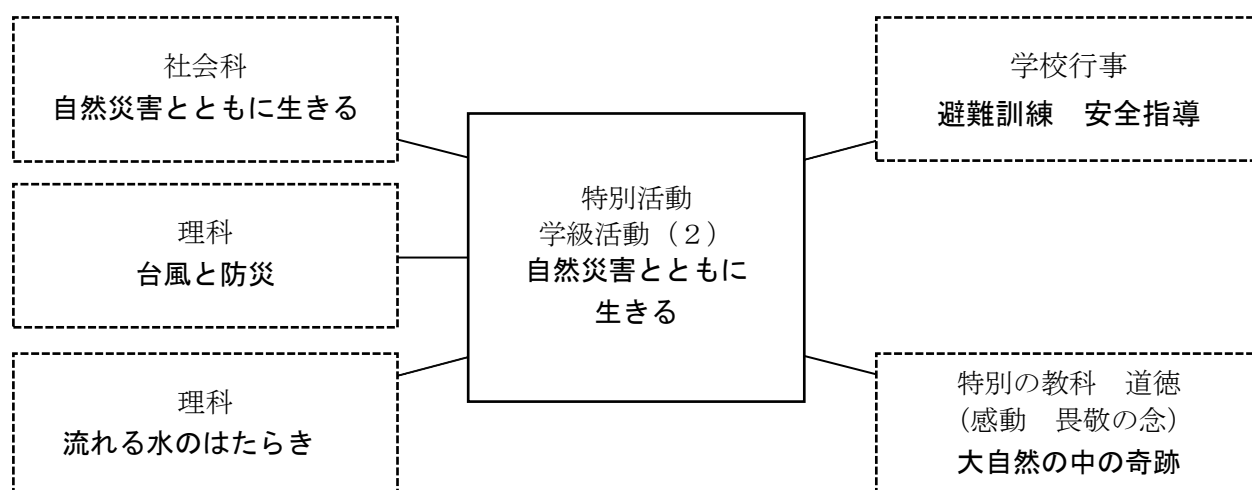 社会科
自然災害とともに生きる
理科
台風と防災
理科
流れる水のはたらき
特別活動
学級活動（２）
自然災害とともに
生きる
学校行事
避難訓練　安全指導
特別の教科　道徳
（感動　畏敬の念）
大自然の中の奇跡